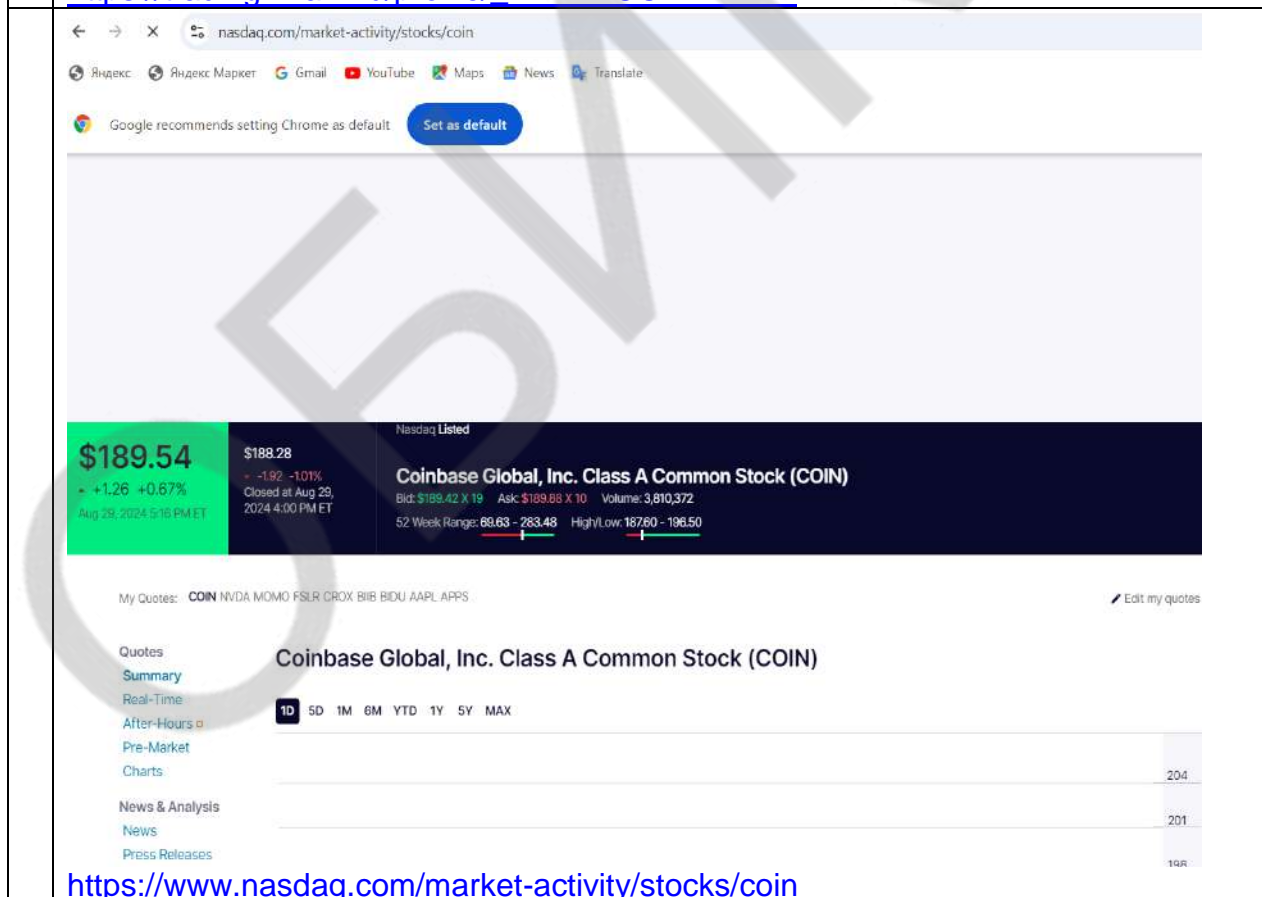 nasdaq.com/market-activity/stocks/coin
Яндекс Яндекс Маркет Gmail YouTube Maps News Translate
Google recommends setting Chrome as default Set as default
Nasdaq Listed
$189.54
+1.26 +0.67%
Aug 29, 2024 5:16 PM ET
$188.28
-1.92 -1.01%
Closed at Aug 29,
2024 4:00 PM ET
Coinbase Global, Inc. Class A Common Stock (COIN)
Bid: $189.42 X 19 Ask: $189.88 X 10 Volume: 3,810,372
52 Week Range: 69.63 - 283.48 High/Low: 187.60 - 196.50
My Quotes: COIN NVDA MOMO FSLR CROX BIIB BIDU AAPL APPS
Edit my quotes
Quotes
Summary
Real-Time
After-Hours
Pre-Market
Charts
News & Analysis
News
Press Releases
Coinbase Global, Inc. Class A Common Stock (COIN)
1D 5D 1M 6M YTD 1Y 5Y MAX
204
201
198
https://www.nasdaq.com/market-activity/stocks/coin